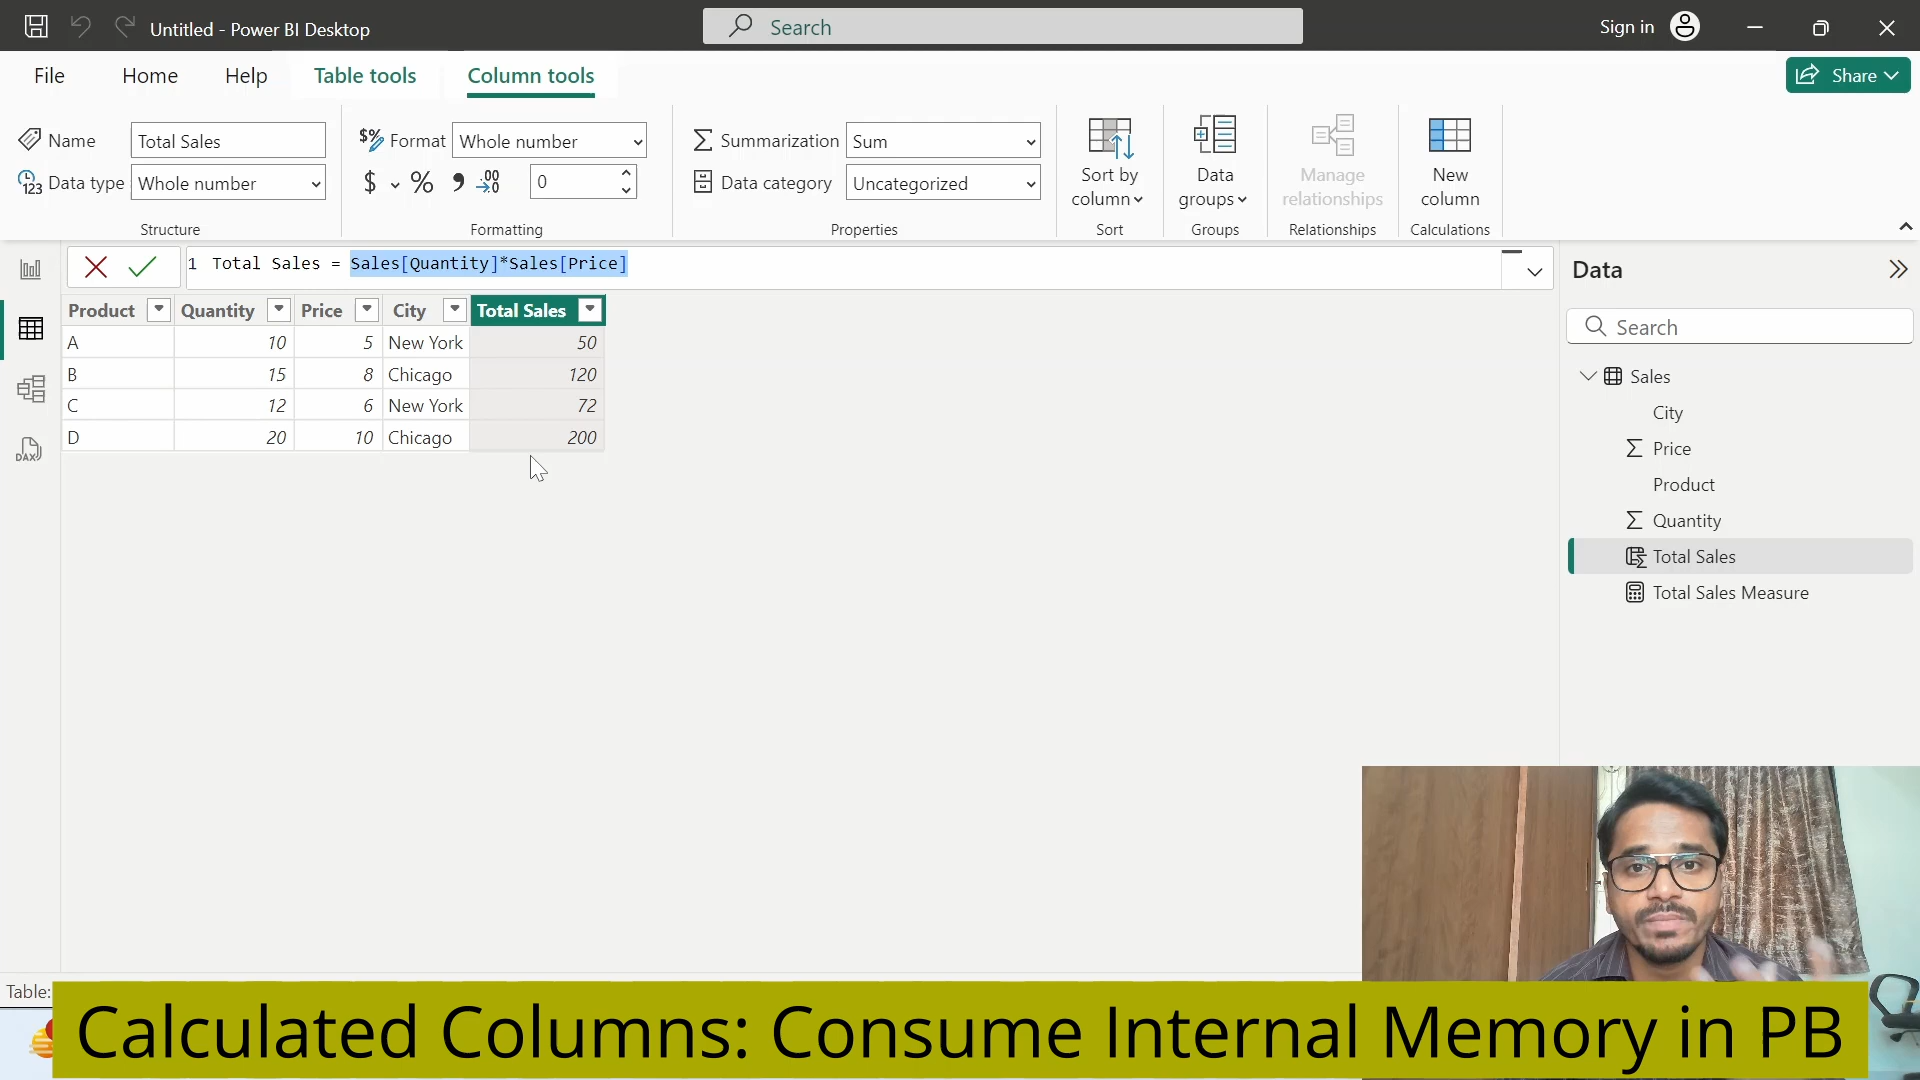 Untitled - Power BI Desktop
Search
Sign in
File
Home
Help
Table tools
Column tools
Share
Name
Total Sales
Data type
Whole number
Structure
Format
Whole number
$ % , .00
0
Formatting
Summarization
Sum
Data category
Uncategorized
Properties
Sort by
column
Sort
Data
groups
Groups
Manage
relationships
Relationships
New
column
Calculations
1 Total Sales = Sales[Quantity]*Sales[Price]
Product Quantity Price City Total Sales
A 10 5 New York 50
B 15 8 Chicago 120
C 12 6 New York 72
D 20 10 Chicago 200
DAX
Data
Search
Sales
City
Price
Product
Quantity
Total Sales
Total Sales Measure
Table:
Calculated Columns: Consume Internal Memory in PB